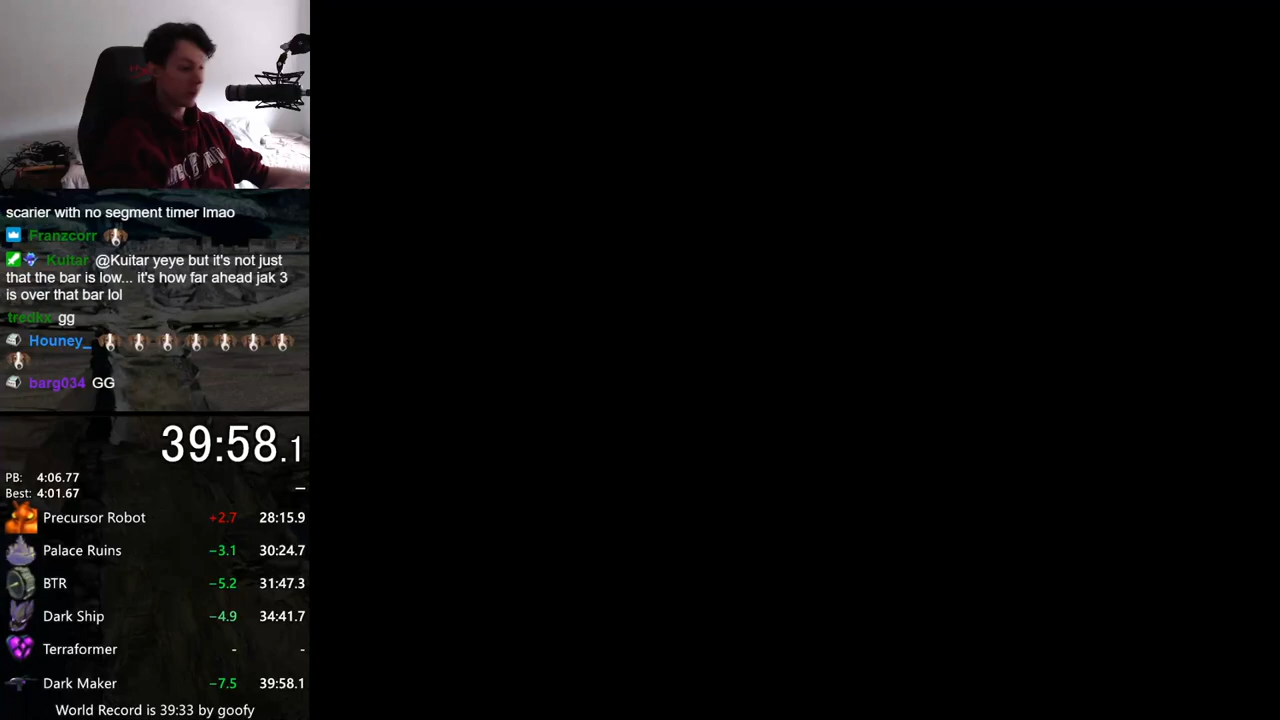 scarier with no segment timer lmao
Franzcorr
Kultar @Kuitar yeye but it's not just
that the bar is low... it's how far ahead jak 3
is over that bar lol
tredkx gg
Houney_
barg034 GG
39:58.1
PB: 4:06.77
Best: 4:01.67 —
Precursor Robot +2.7 28:15.9
Palace Ruins −3.1 30:24.7
BTR −5.2 31:47.3
Dark Ship −4.9 34:41.7
Terraformer - -
Dark Maker −7.5 39:58.1
World Record is 39:33 by goofy